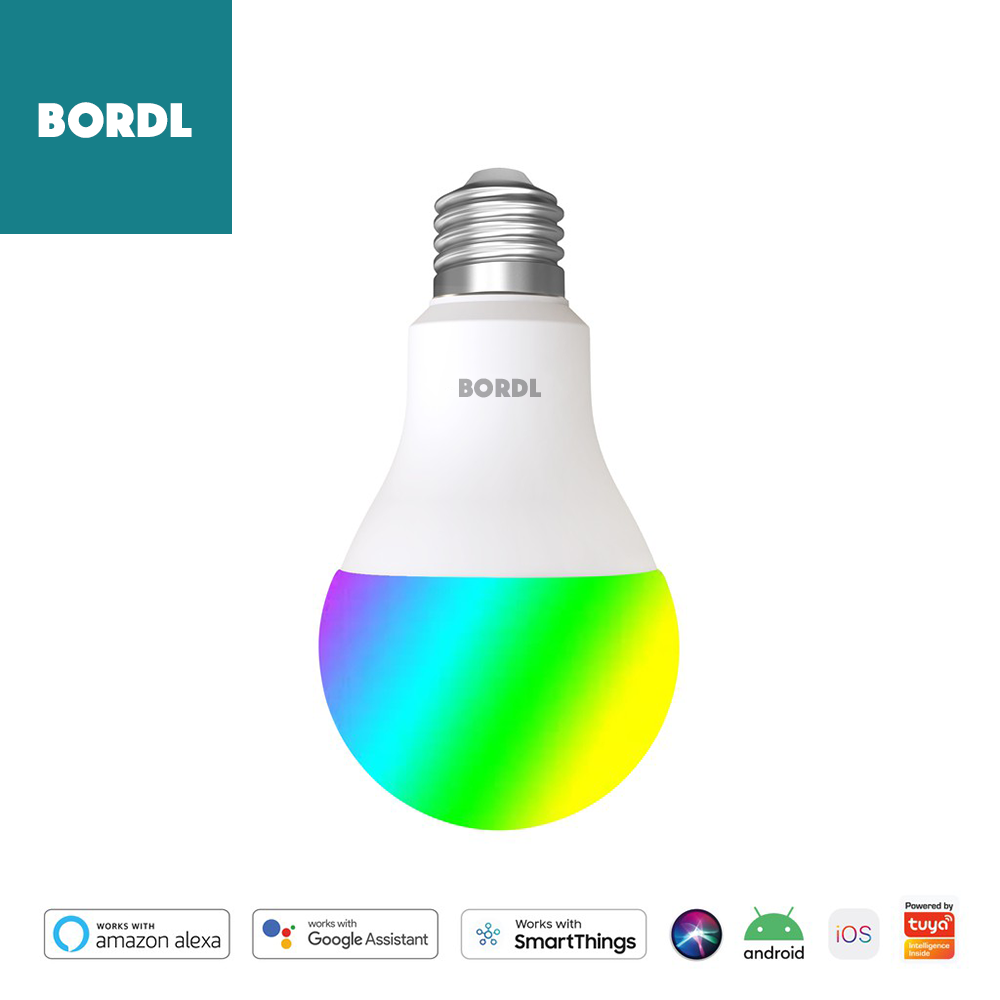 BORDL
BORDL
WORKS WITH
amazon alexa
works with
Google Assistant
Works with
SmartThings
android
iOS
Powered by
tuya
Intelligence
Inside